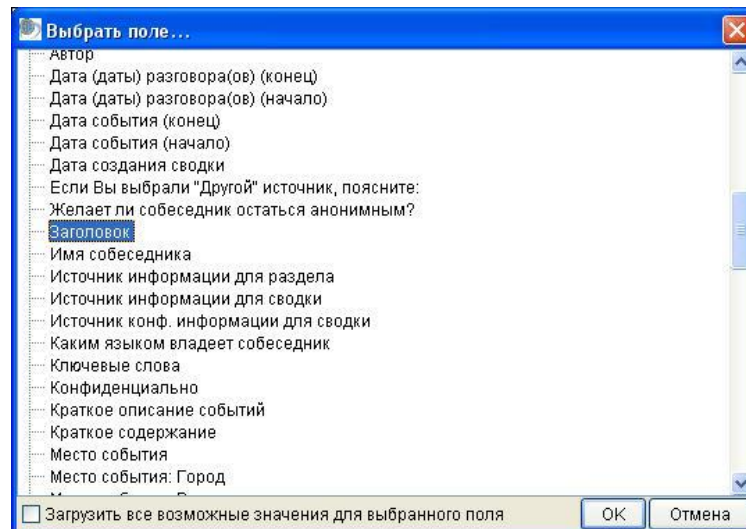 Выбрать поле...
Автор
Дата (даты) разговора(ов) (конец)
Дата (даты) разговора(ов) (начало)
Дата события (конец)
Дата события (начало)
Дата создания сводки
Если Вы выбрали "Другой" источник, поясните:
Желает ли собеседник остаться анонимным?
Заголовок
Имя собеседника
Источник информации для раздела
Источник информации для сводки
Источник конф. информации для сводки
Каким языком владеет собеседник
Ключевые слова
Конфиденциально
Краткое описание событий
Краткое содержание
Место события
Место события: Город
Загрузить все возможные значения для выбранного поля
OK
Отмена